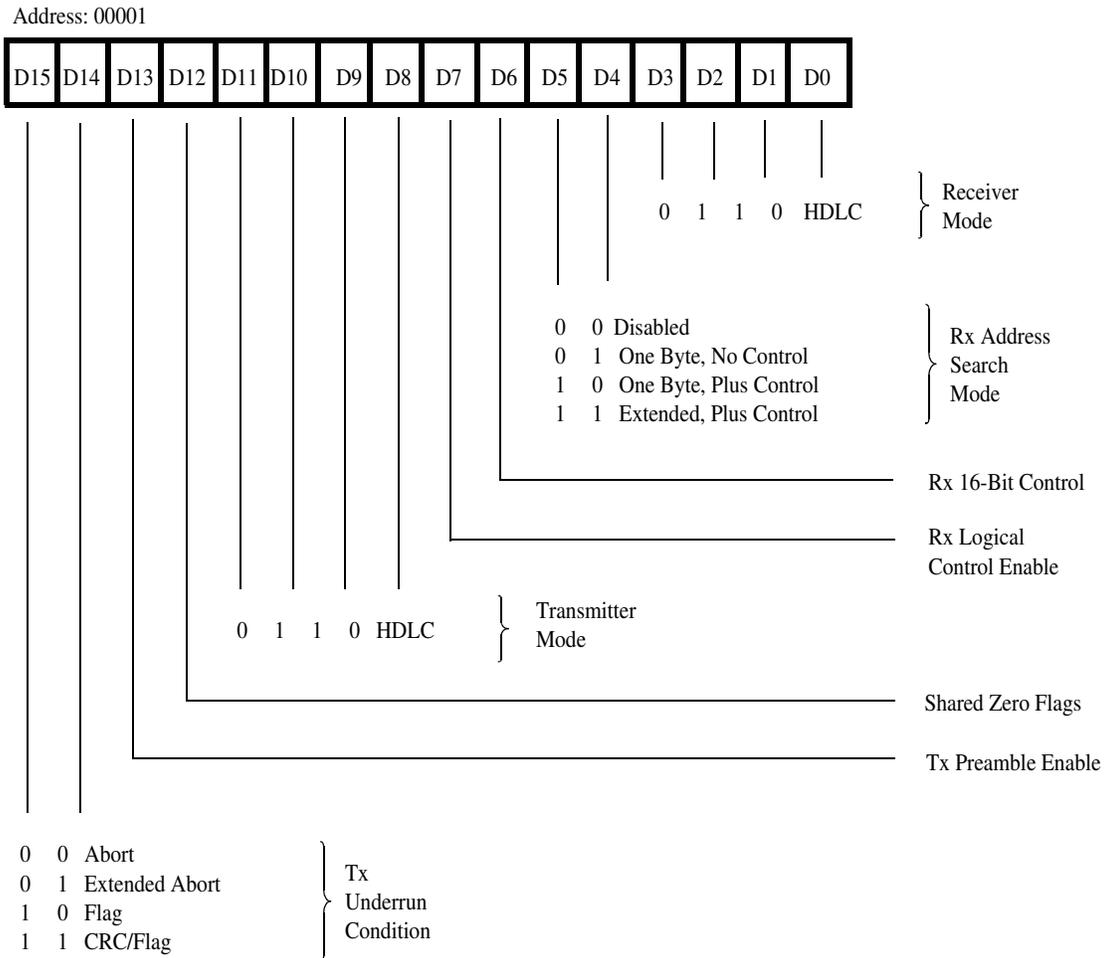 Address: 00001
D15 D14 D13 D12 D11 D10 D9 D8 D7 D6 D5 D4 D3 D2 D1 D0
0 1 1 0 HDLC
Receiver
Mode
0 0 Disabled
0 1 One Byte, No Control
1 0 One Byte, Plus Control
1 1 Extended, Plus Control
Rx Address
Search
Mode
Rx 16-Bit Control
Rx Logical
Control Enable
0 1 1 0 HDLC
Transmitter
Mode
Shared Zero Flags
Tx Preamble Enable
0 0 Abort
0 1 Extended Abort
1 0 Flag
1 1 CRC/Flag
Tx
Underrun
Condition